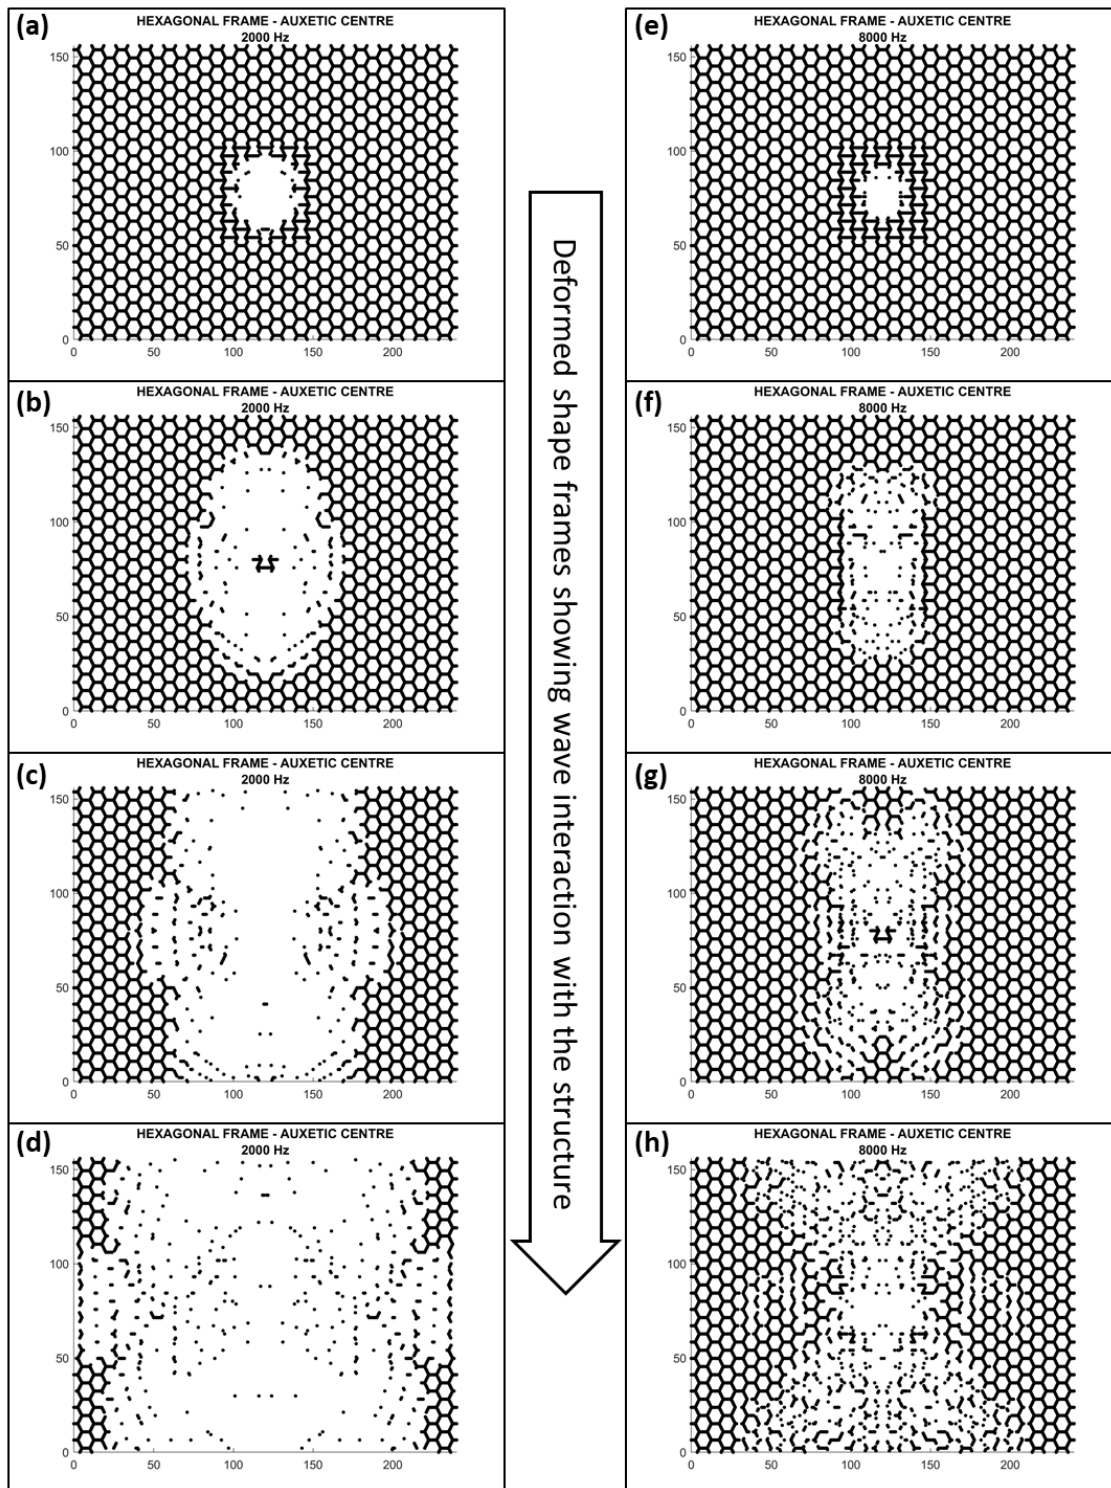 (a)
HEXAGONAL FRAME - AUXETIC CENTRE
2000 Hz
150
100
50
0
0 50 100 150 200
(b)
HEXAGONAL FRAME - AUXETIC CENTRE
2000 Hz
150
100
50
0
0 50 100 150 200
(c)
HEXAGONAL FRAME - AUXETIC CENTRE
2000 Hz
150
100
50
0
0 50 100 150 200
(d)
HEXAGONAL FRAME - AUXETIC CENTRE
2000 Hz
150
100
50
0
0 50 100 150 200
Deformed shape frames showing wave interaction with the structure
(e)
HEXAGONAL FRAME - AUXETIC CENTRE
8000 Hz
150
100
50
0
0 50 100 150 200
(f)
HEXAGONAL FRAME - AUXETIC CENTRE
8000 Hz
150
100
50
0
0 50 100 150 200
(g)
HEXAGONAL FRAME - AUXETIC CENTRE
8000 Hz
150
100
50
0
0 50 100 150 200
(h)
HEXAGONAL FRAME - AUXETIC CENTRE
8000 Hz
150
100
50
0
0 50 100 150 200